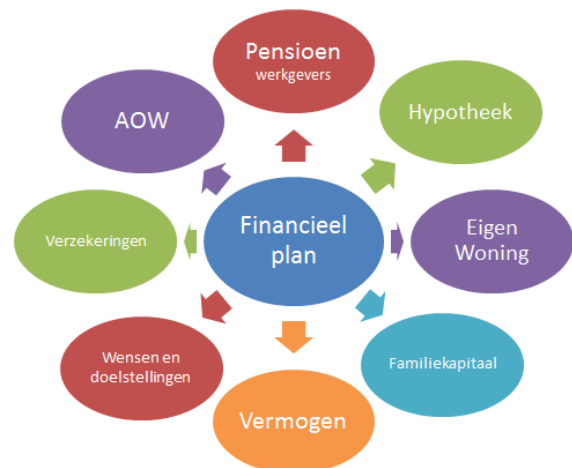 Pensioen
werkgevers
Hypotheek
AOW
Financieel
plan
Eigen
Woning
Verzekeringen
Familiekapitaal
Wensen en
doelstellingen
Vermogen